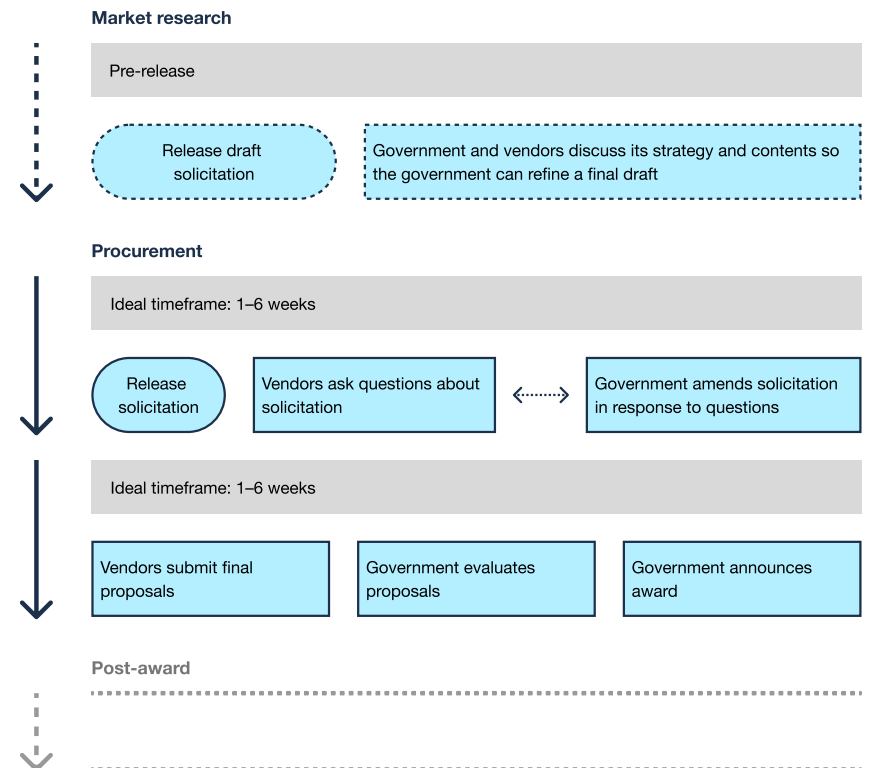 Market research
Pre-release
Release draft
solicitation
Government and vendors discuss its strategy and contents so
the government can refine a final draft
Procurement
Ideal timeframe: 1–6 weeks
Release
solicitation
Vendors ask questions about
solicitation
Government amends solicitation
in response to questions
Ideal timeframe: 1–6 weeks
Vendors submit final
proposals
Government evaluates
proposals
Government announces
award
Post-award